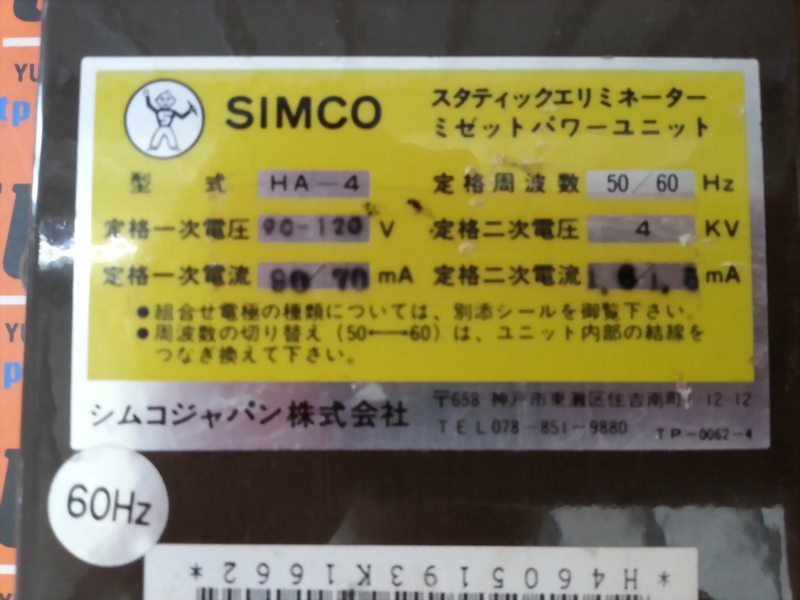 SIMCO
スタティックエリミネーター
ミゼットパワーユニット
型 式 HA-4 定格周波数 50/60 Hz
定格一次電圧 90-120 V 定格二次電圧 4 KV
定格一次電流 /70 mA 定格二次電流 mA
●組合せ電極の種類については、別添シールを御覧下さい。
●周波数の切り替え(50⟷60)は、ユニット内部の結線を
つなぎ換えて下さい。
シムコジャパン株式会社
〒658 神戸市東灘区住吉南町 12-12
TEL078-851-9880 TP-0062-4
60Hz
*H4605193K1662*
YU
tp
YU
p